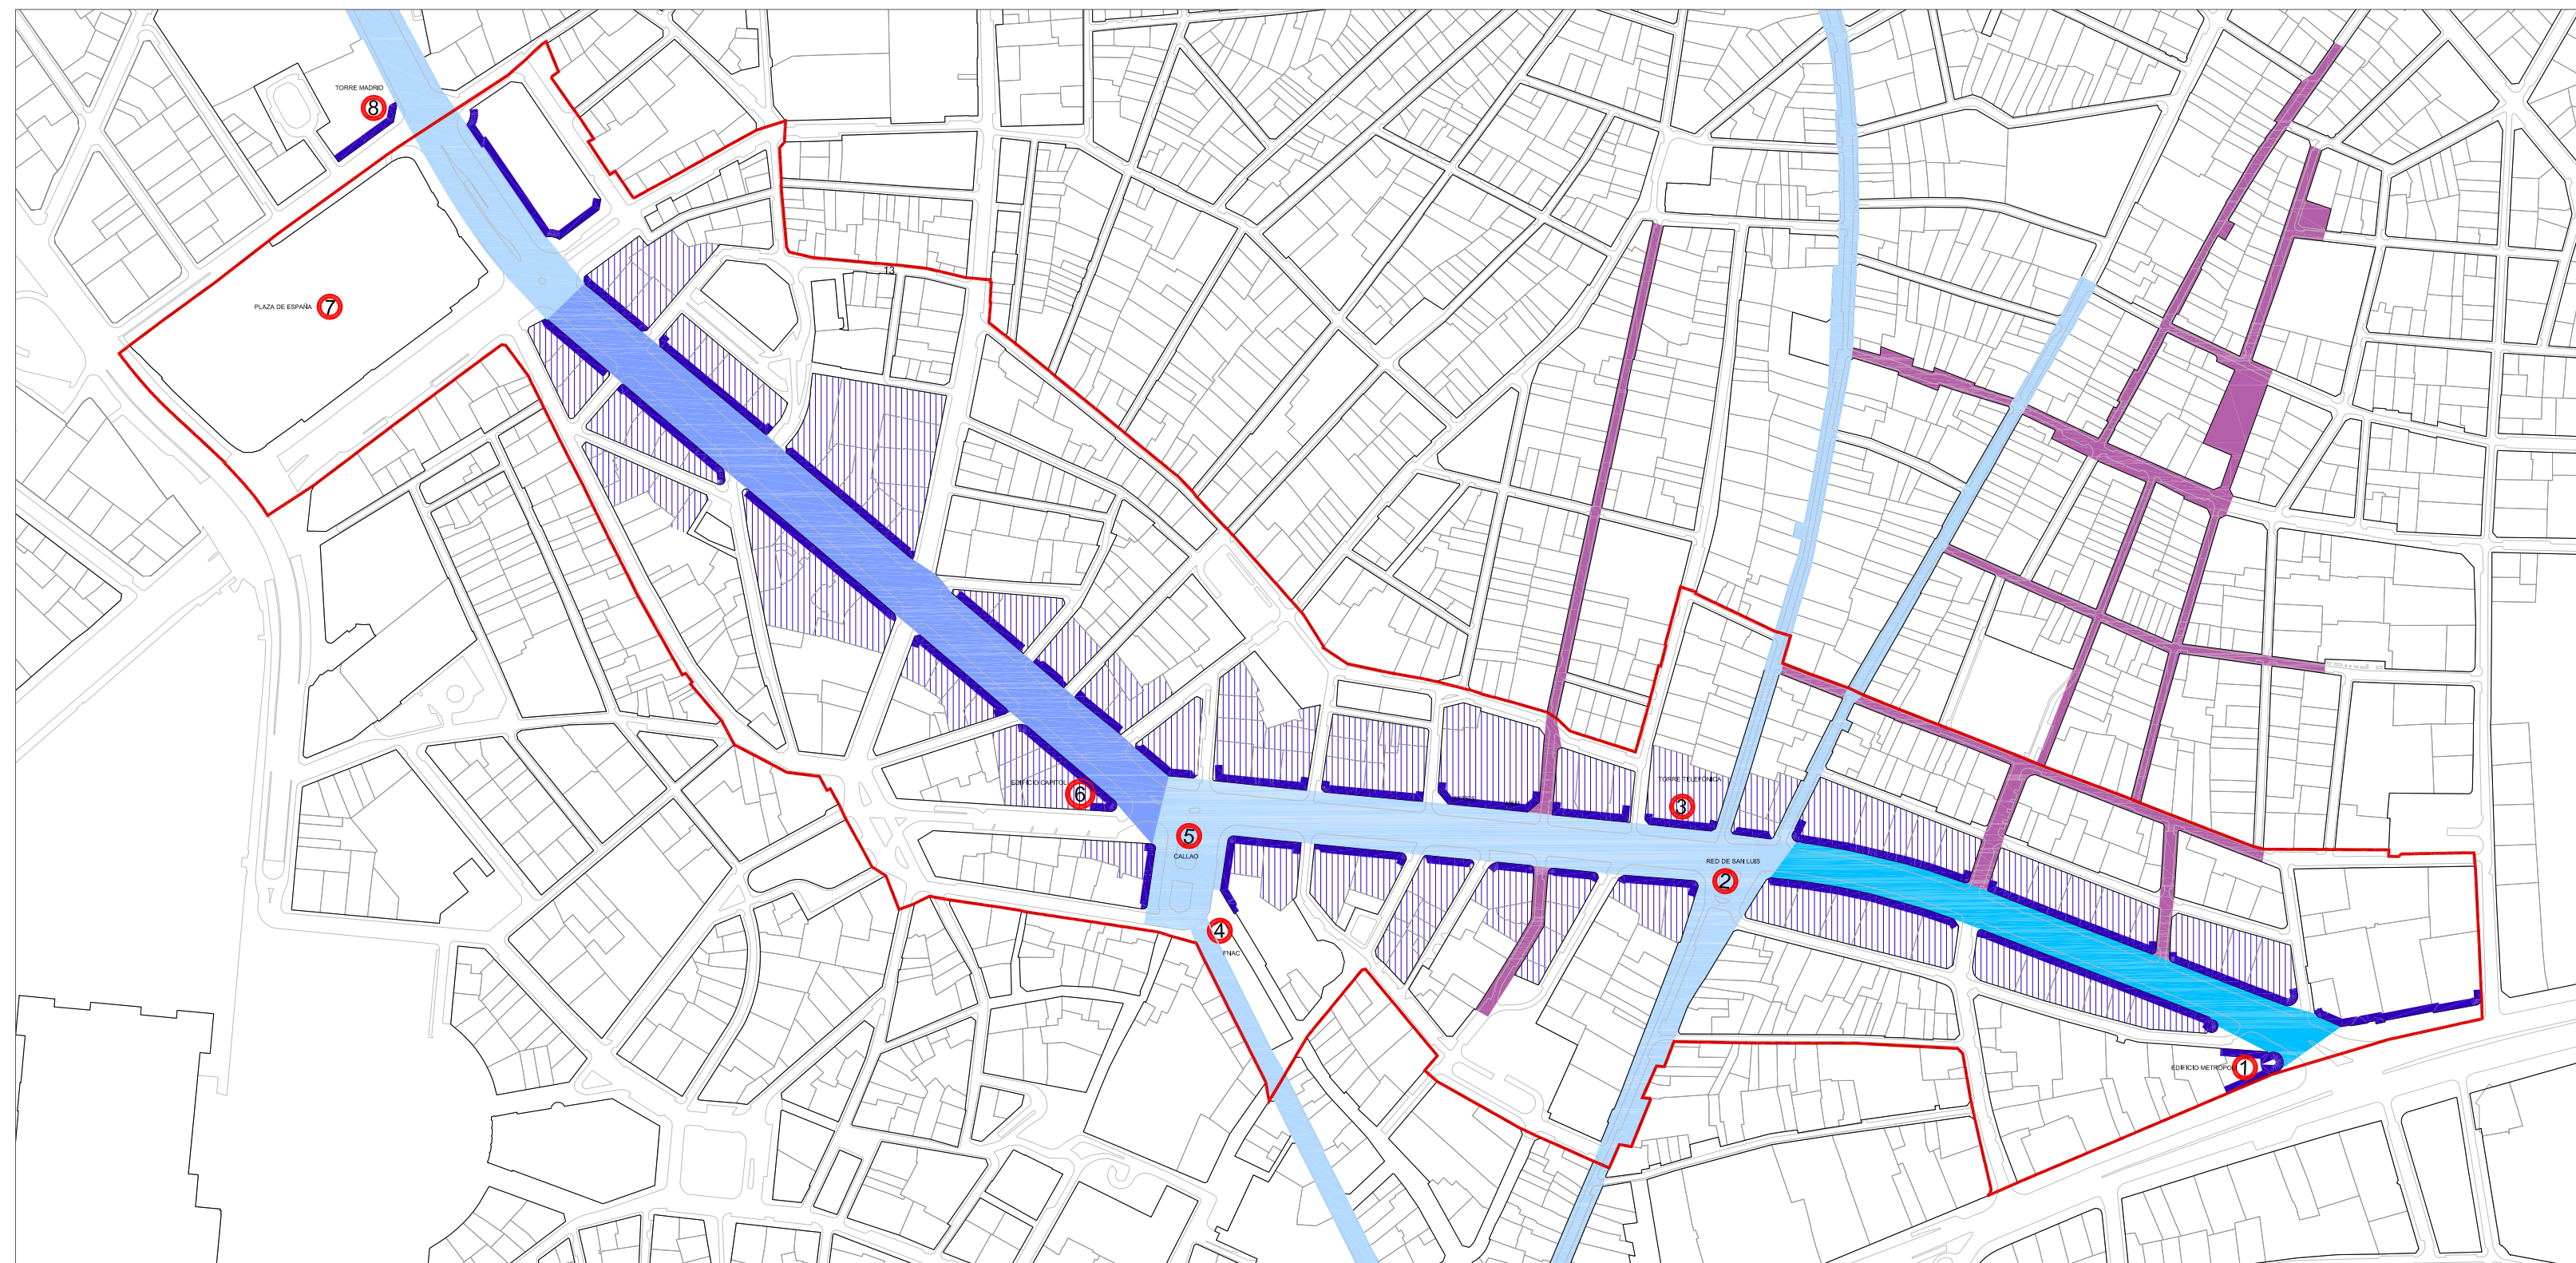 TORRE MADRID
8
13
PLAZA DE ESPAÑA
7
EDIFICIO CAPITOL
6
TORRE TELEFÓNICA
3
H&M
5
CALLAO
RED DE SAN LUIS
2
4
FNAC
EDIFICIO METROPOLI
1